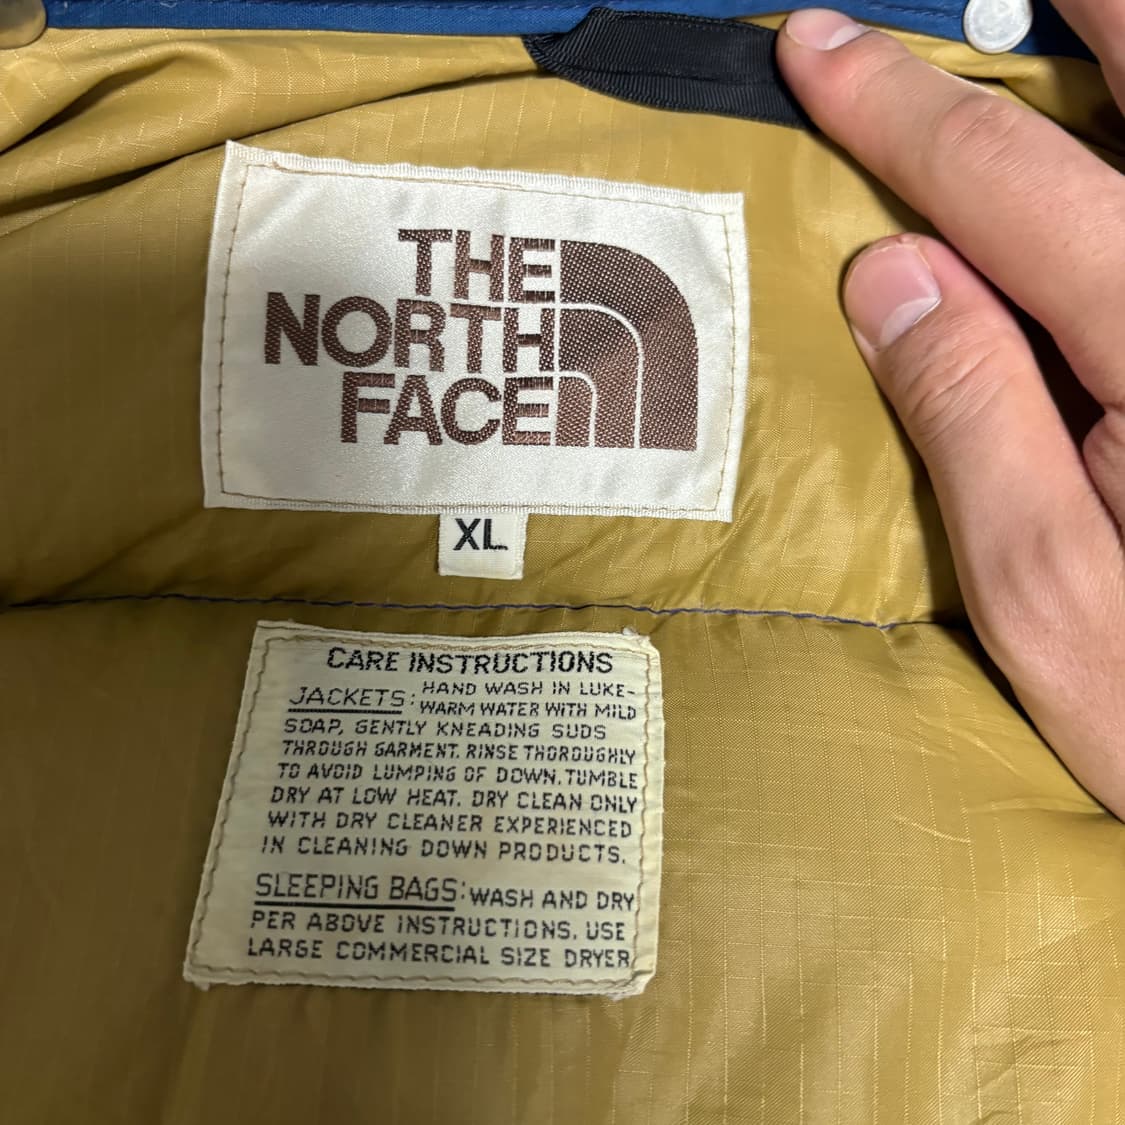 THE
NORTH
FACE
XL
CARE INSTRUCTIONS
JACKETS: HAND WASH IN LUKE-
WARM WATER WITH MILD
SOAP, GENTLY KNEADING SUDS
THROUGH GARMENT. RINSE THOROUGHLY
TO AVOID LUMPING OF DOWN. TUMBLE
DRY AT LOW HEAT. DRY CLEAN ONLY
WITH DRY CLEANER EXPERIENCED
IN CLEANING DOWN PRODUCTS.
SLEEPING BAGS: WASH AND DRY
PER ABOVE INSTRUCTIONS. USE
LARGE COMMERCIAL SIZE DRYER